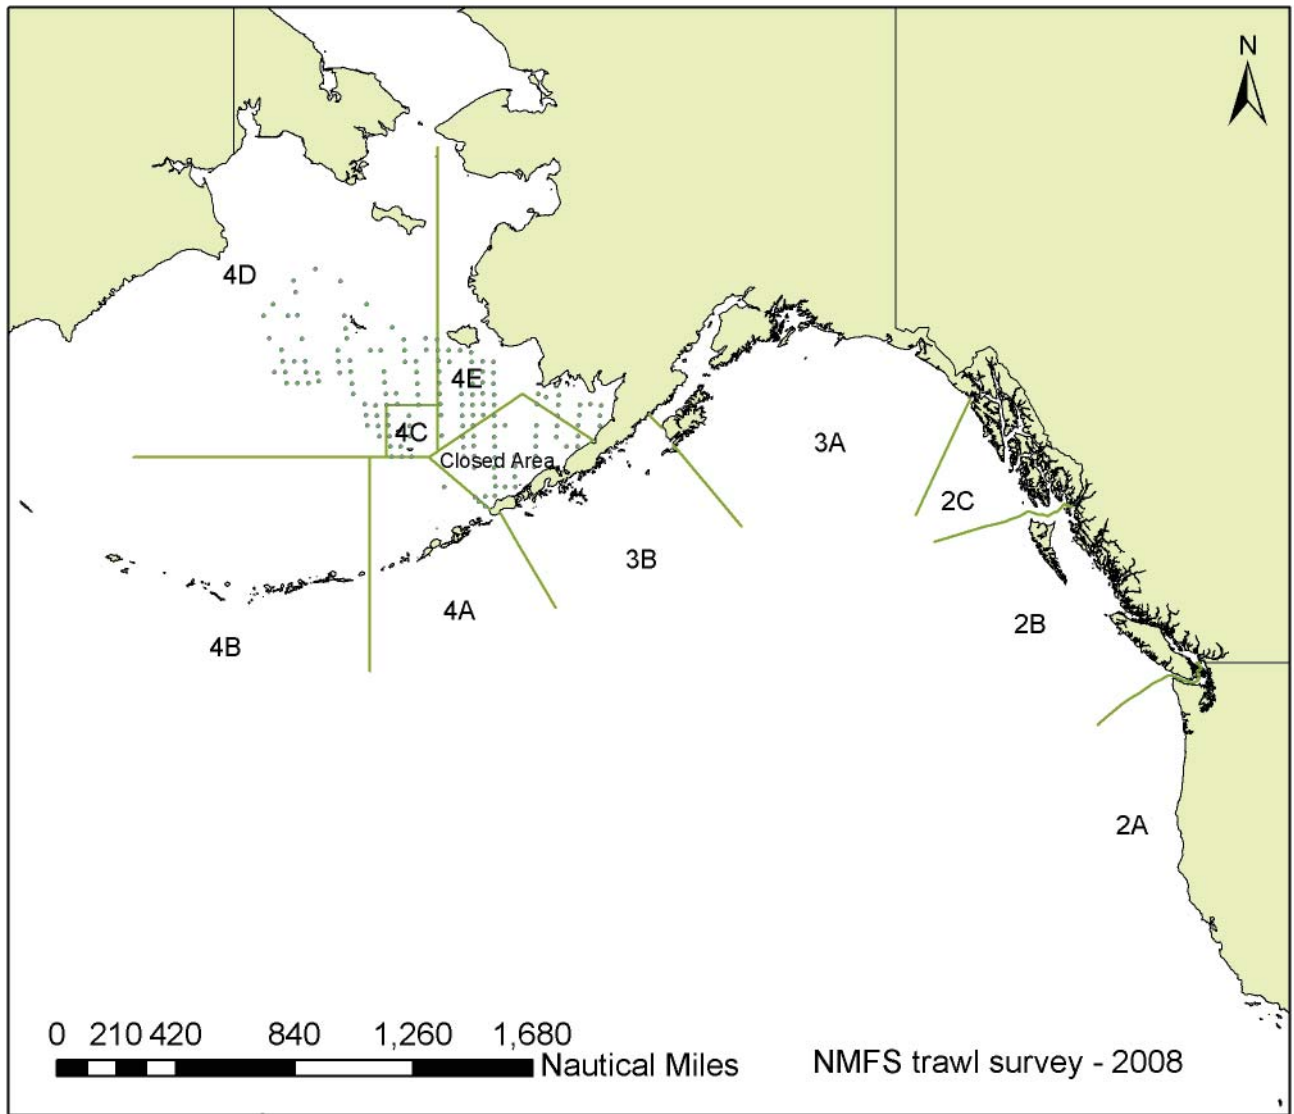 N
4D
4E
4C
Closed Area
3A
2C
3B
4A
2B
4B
2A
0 210 420 840 1,260 1,680
Nautical Miles
NMFS trawl survey - 2008